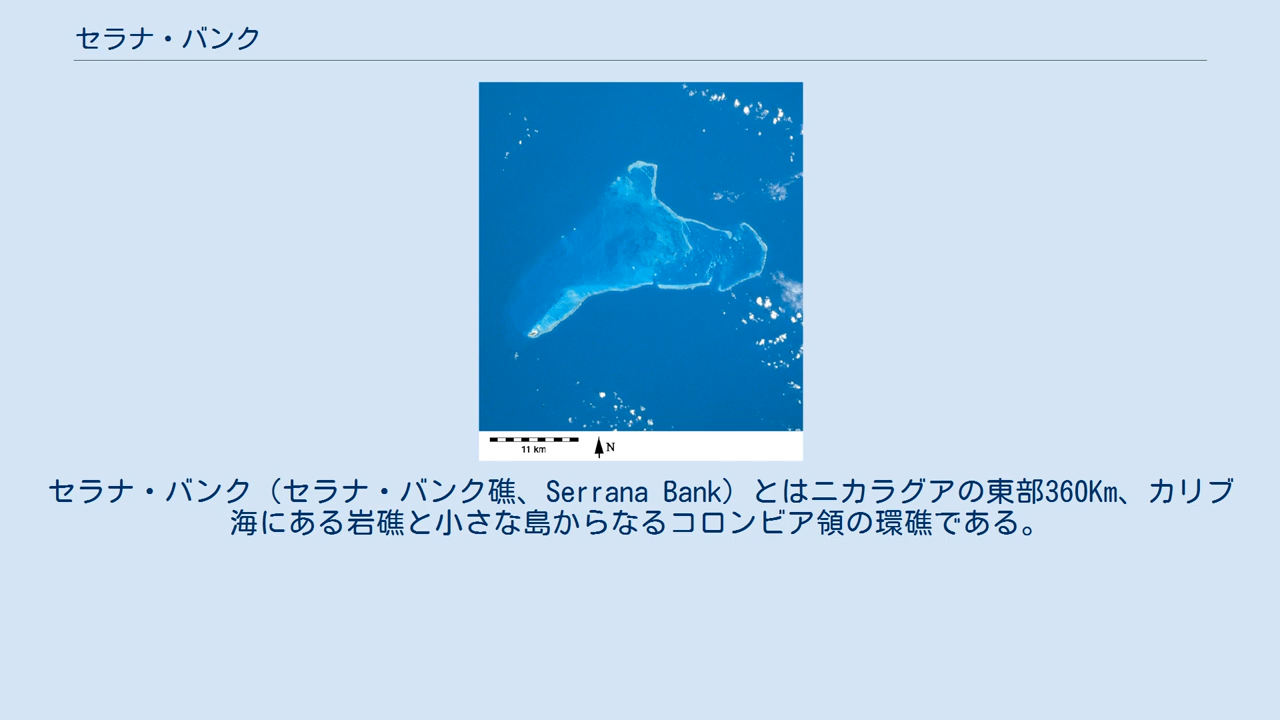 セラナ・バンク
11 km
N
セラナ・バンク（セラナ・バンク礁、Serrana Bank）とはニカラグアの東部360Km、カリブ
海にある岩礁と小さな島からなるコロンビア領の環礁である。